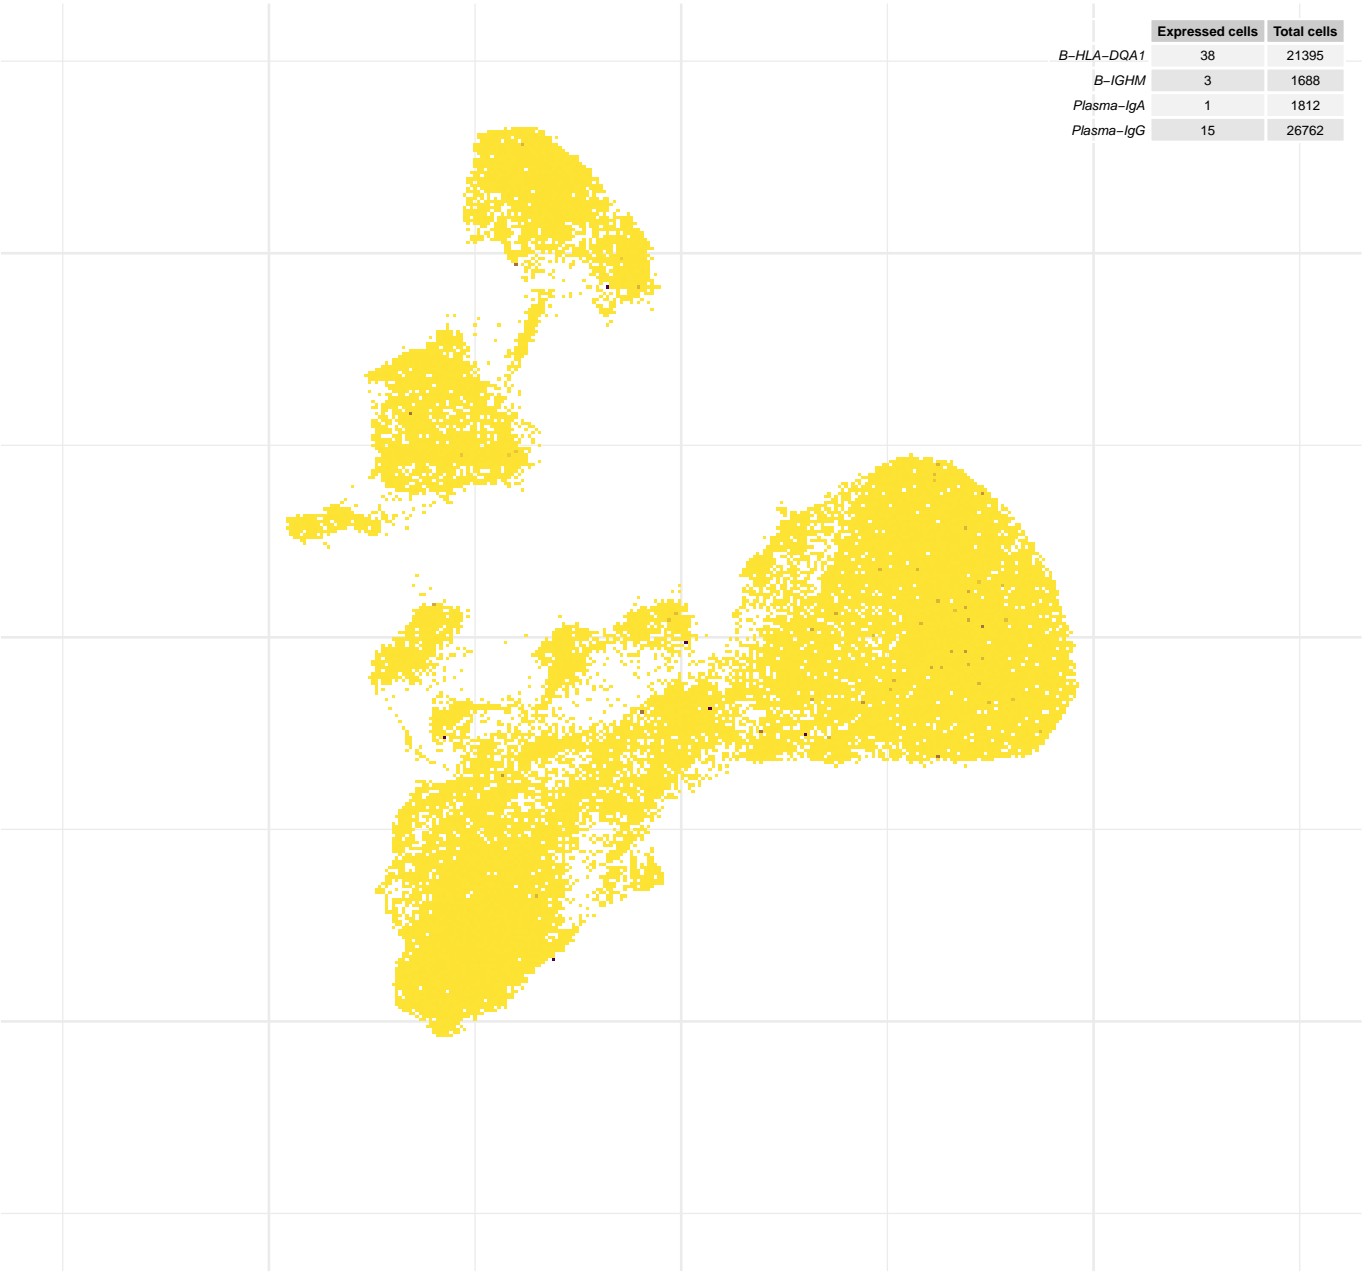 Expressed cells Total cells
B−HLA−DQA1 38 21395
B−IGHM 3 1688
Plasma−IgA 1 1812
Plasma−IgG 15 26762